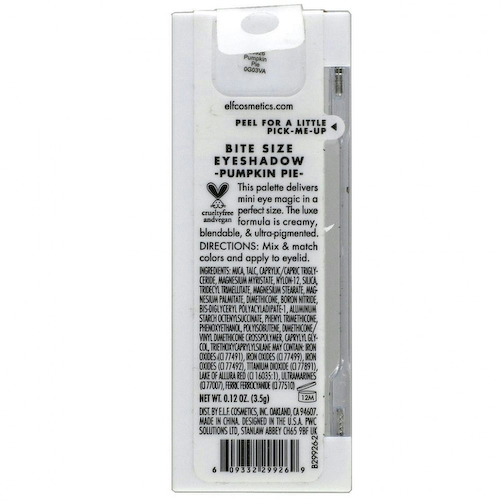 Pumpkin
Pie
0G03VA
elfcosmetics.com
PEEL FOR A LITTLE
PICK-ME-UP
BITE SIZE
EYESHADOW
-PUMPKIN PIE-
This palette delivers
mini eye magic in a
perfect size. The luxe
formula is creamy,
blendable, & ultra-pigmented.
crueltyfree
andvegan
DIRECTIONS: Mix & match
colors and apply to eyelid.
INGREDIENTS: MICA, TALC, CAPRYLIC/CAPRIC TRIGLY-
CERIDE, MAGNESIUM MYRISTATE, NYLON-12, SILICA,
TRIDECYL TRIMELLITATE, MAGNESIUM STEARATE, MAG-
NESIUM PALMITATE, DIMETHICONE, BORON NITRIDE,
BIS-DIGLYCERYL POLYACYLADIPATE-1, ALUMINUM
STARCH OCTENYLSUCCINATE, PHENYL TRIMETHICONE,
PHENOXYETHANOL, POLYISOBUTENE, DIMETHICONE/
VINYL DIMETHICONE CROSSPOLYMER, CAPRYLYL GLY-
COL, TRIETHOXYCAPRYLYLSILANE MAY CONTAIN: IRON
OXIDES (CI 77491), IRON OXIDES (CI 77499), IRON OXIDES
(CI 77492), TITANIUM DIOXIDE (CI 77891),
LAKE OF ALLURA RED (CI 16035:1), ULTRAMARINES
(CI 77007), FERRIC FERROCYANIDE (CI 77510)
NET WT. 0.12 OZ. (3.5g)
12M
DIST. BY E.L.F. COSMETICS, INC. OAKLAND, CA 94607.
MADE IN CHINA. DESIGNED IN THE U.S.A. PWC
SOLUTIONS LTD, STANLAW ABBEY CH65 9BF UK
6 09332 29926 9
B29926-2